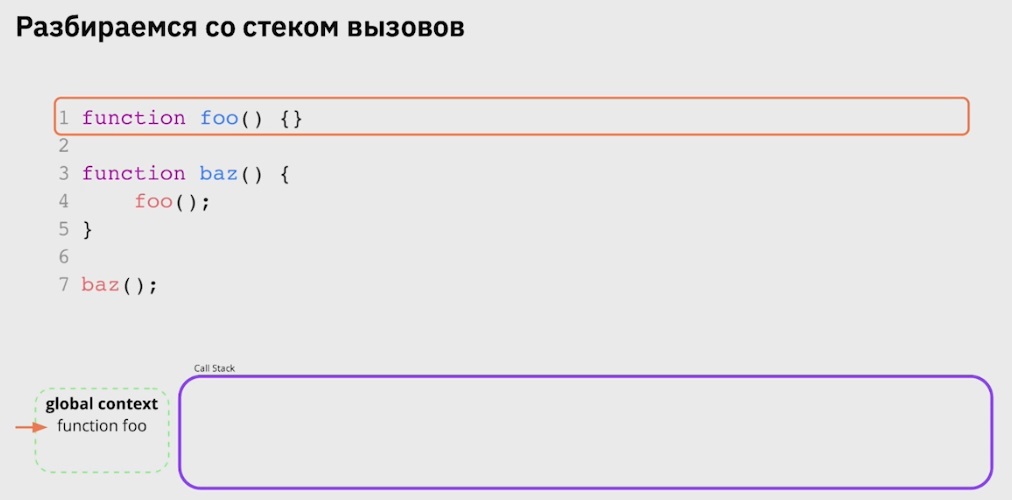 Разбираемся со стеком вызовов
1 function foo() {}
2
3 function baz() {
4     foo();
5 }
6
7 baz();
Call Stack
global context
function foo